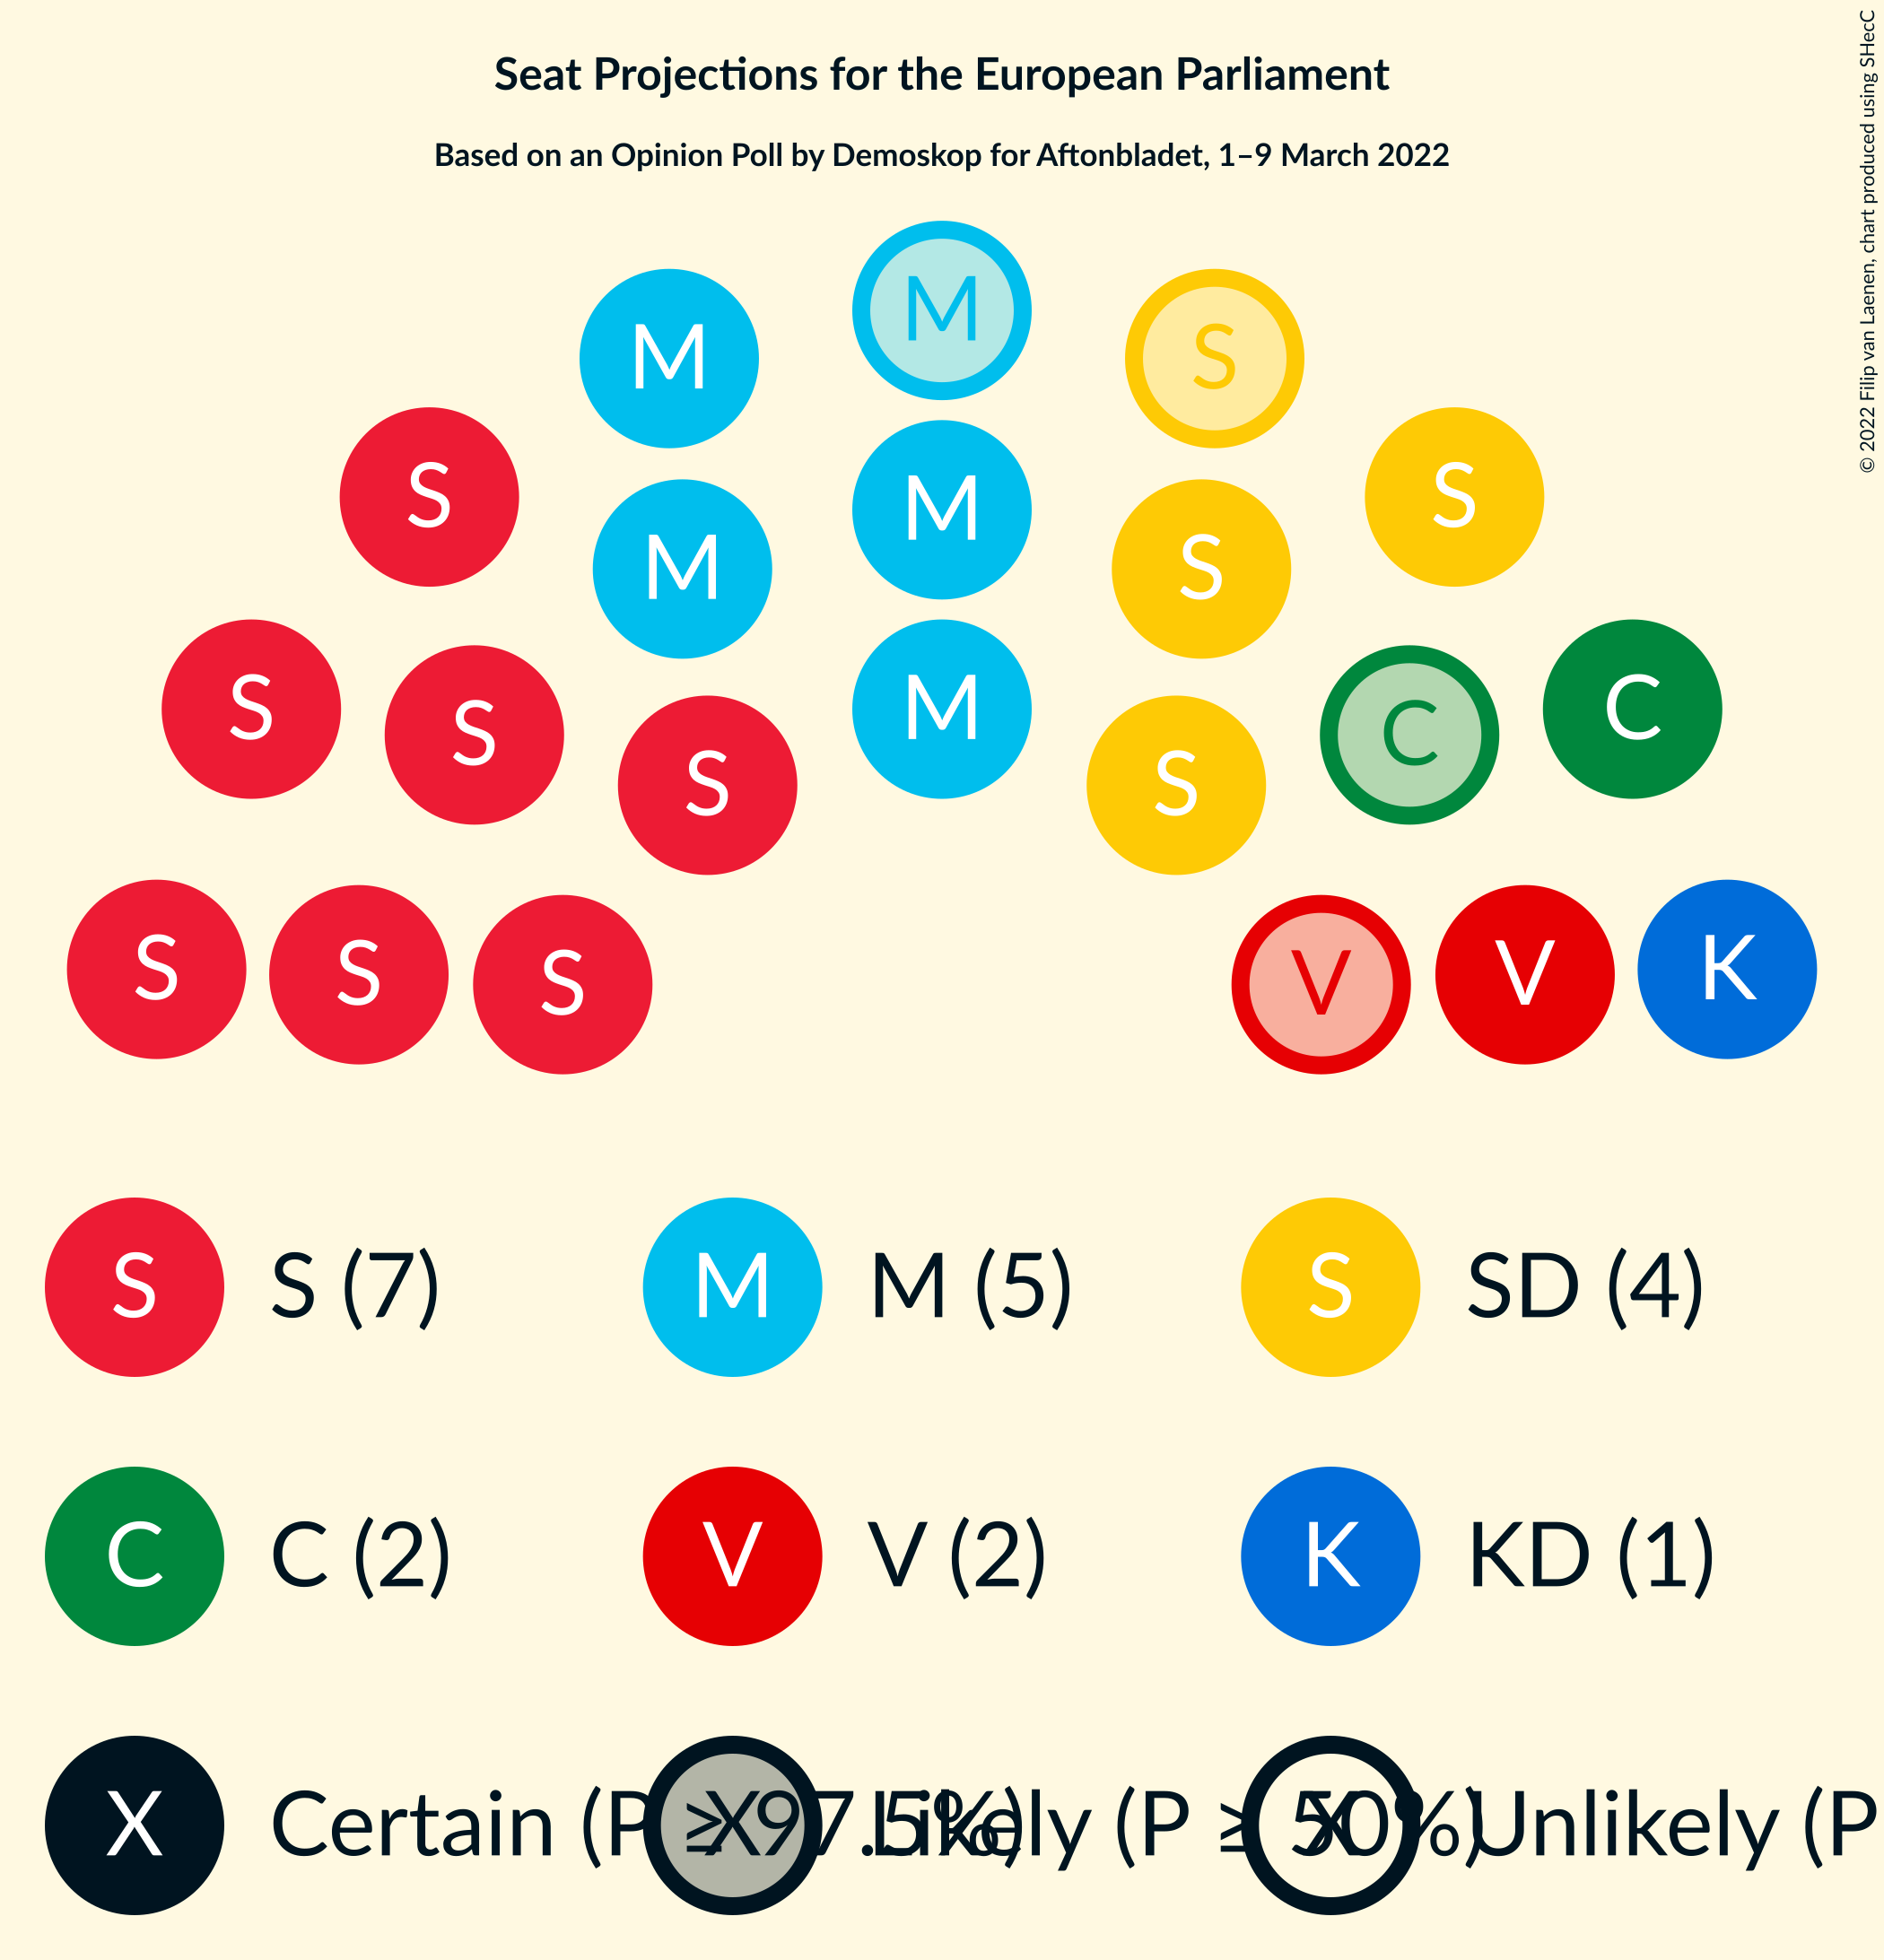 Seat Projections for the European Parliament
Based on an Opinion Poll by Demoskop for Aftonbladet, 1–9 March 2022
© 2022 Filip van Laenen, chart produced using SHecC
M
M S
S S
M M S
S C
S S M C
S S
S S S V V K
S S (7) M M (5) S SD (4)
C C (2) V V (2) K KD (1)
X Certain (P ≥ 97.5%) X Likely (P ≥ 50%) X Unlikely (P